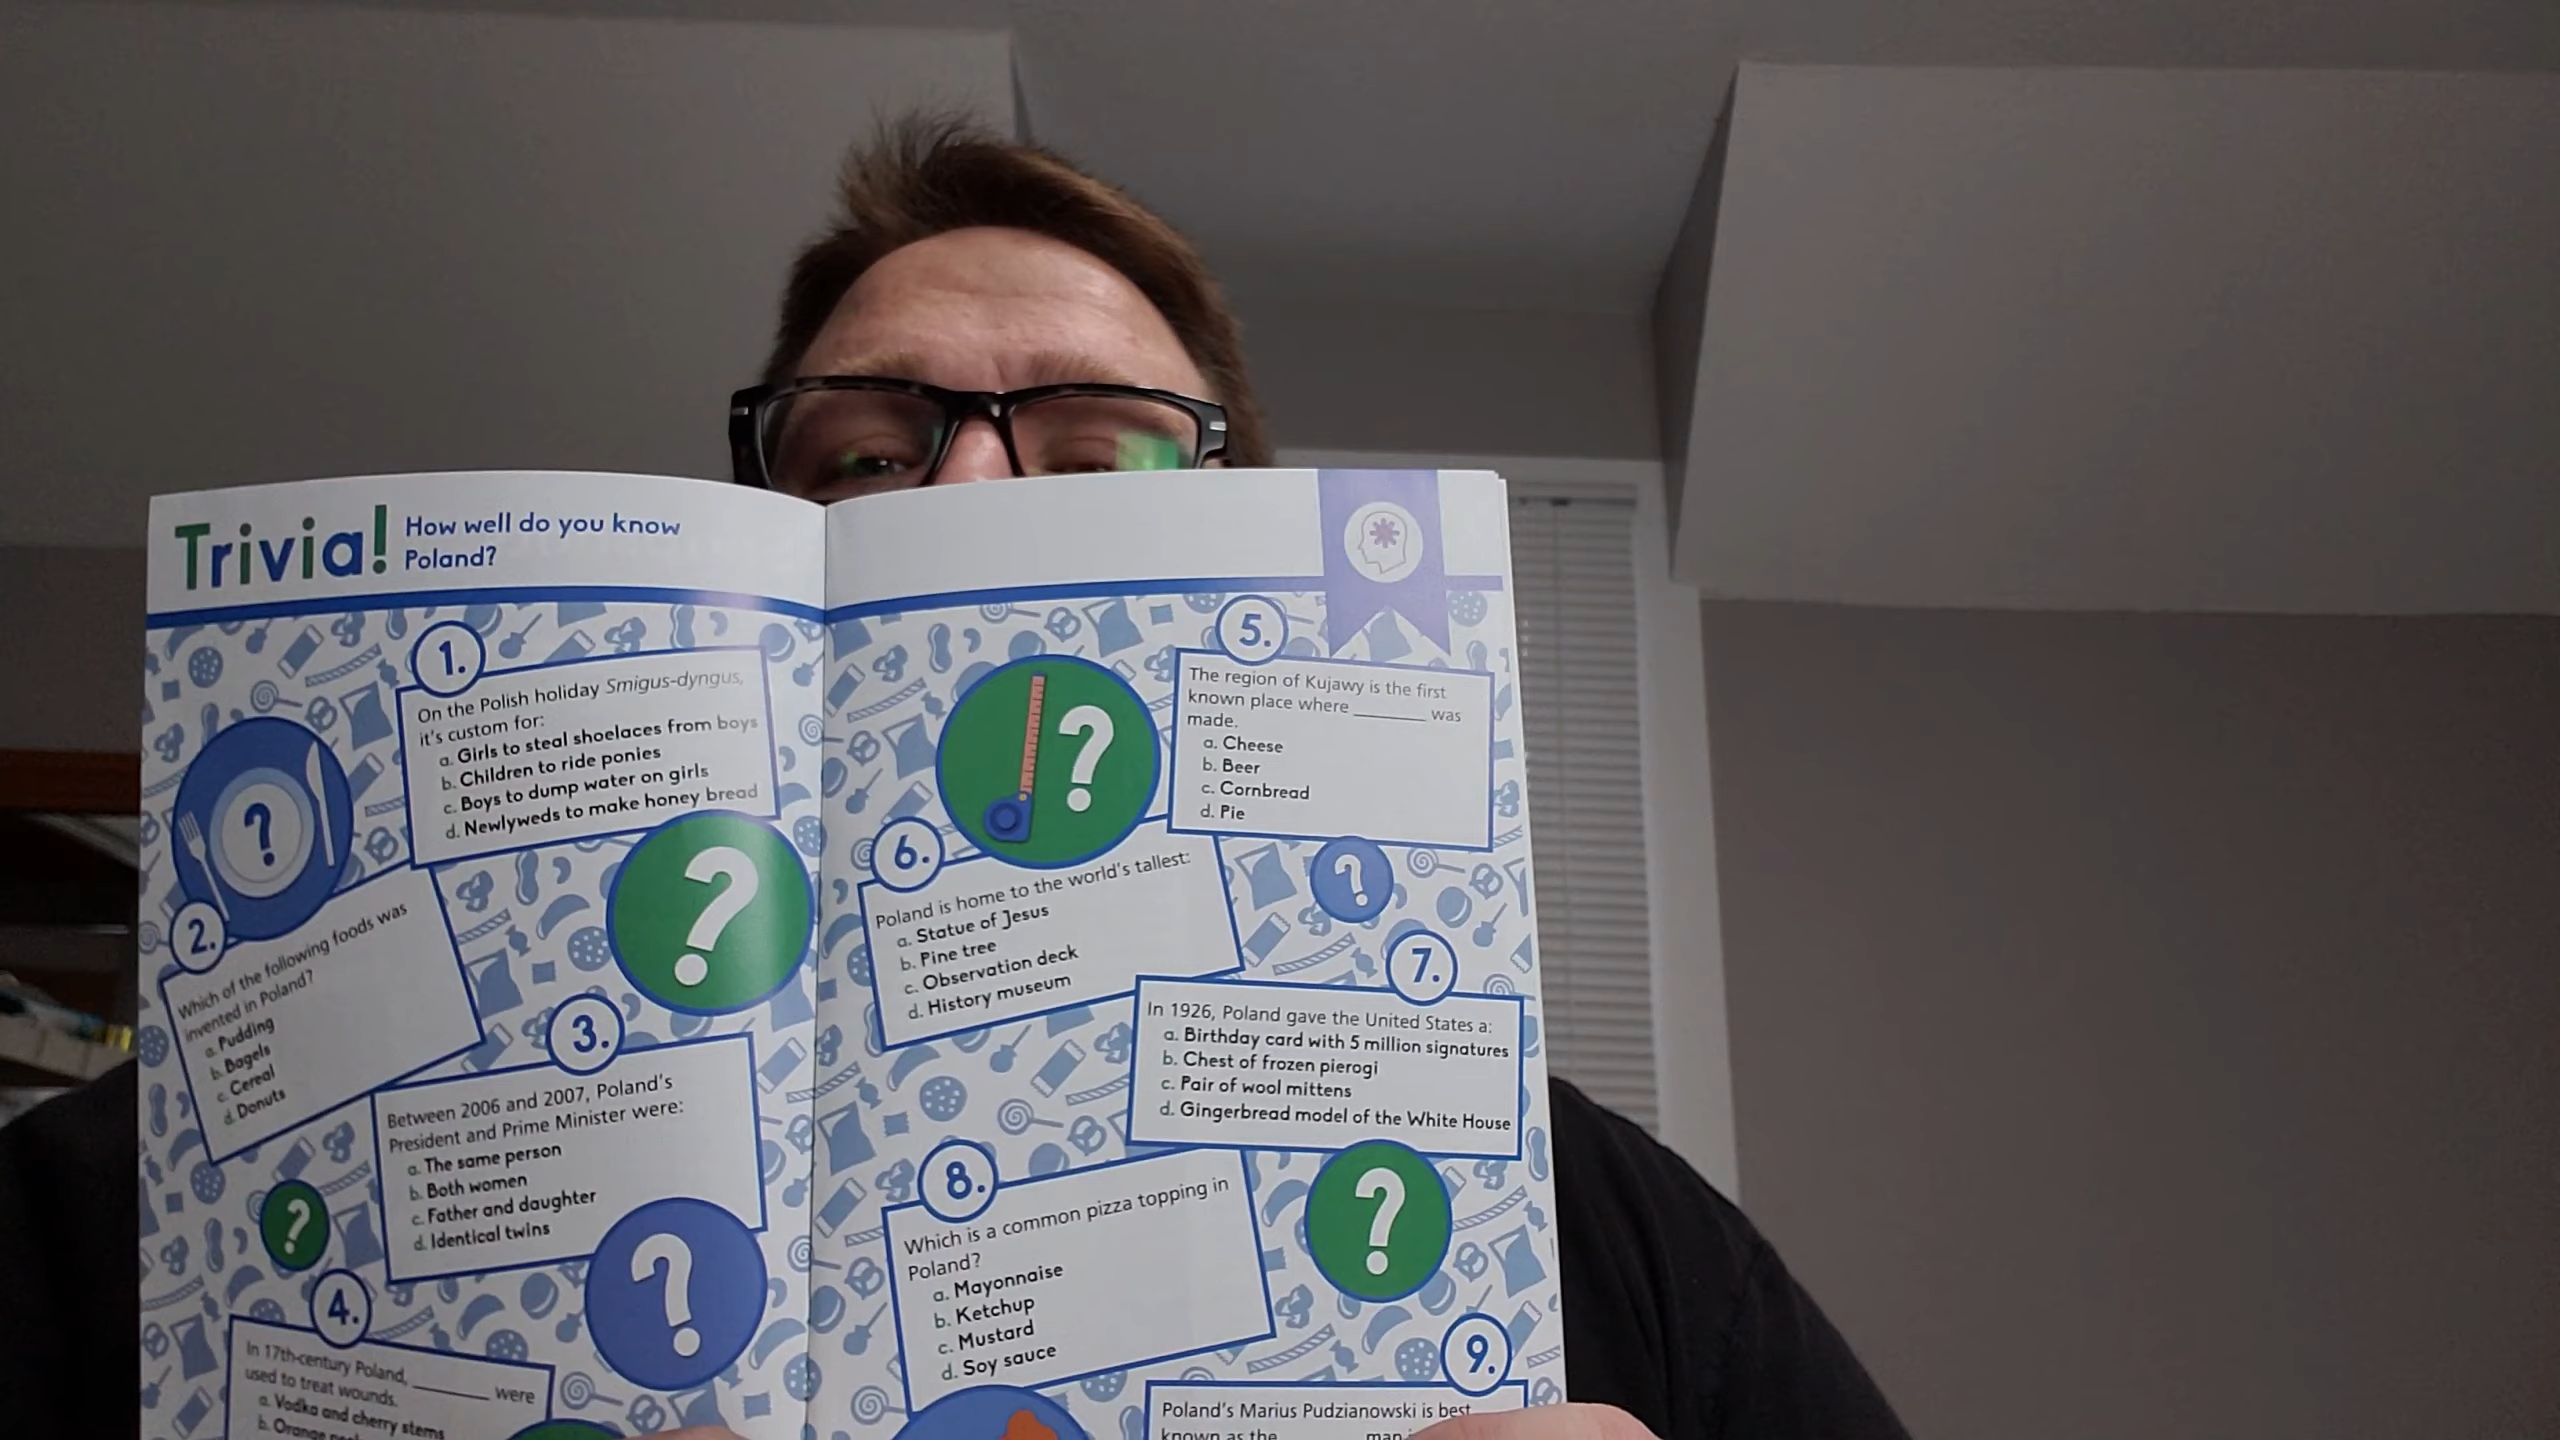 Trivia!
How well do you know
Poland?
1.
On the Polish holiday Smigus-dyngus,
it's custom for:
a. Girls to steal shoelaces from boys
b. Children to ride ponies
c. Boys to dump water on girls
d. Newlyweds to make honey bread
?
2.
Which of the following foods was
invented in Poland?
a. Pudding
b. Bagels
c. Cereal
d. Donuts
?
3.
Between 2006 and 2007, Poland's
President and Prime Minister were:
a. The same person
b. Both women
c. Father and daughter
d. Identical twins
?
?
4.
In 17th-century Poland, ________ were
used to treat wounds.
a. Vodka and cherry stems
b. Orange
5.
The region of Kujawy is the first
known place where ________ was
made.
a. Cheese
b. Beer
c. Cornbread
d. Pie
?
6.
Poland is home to the world's tallest:
a. Statue of Jesus
b. Pine tree
c. Observation deck
d. History museum
?
7.
In 1926, Poland gave the United States a:
a. Birthday card with 5 million signatures
b. Chest of frozen pierogi
c. Pair of wool mittens
d. Gingerbread model of the White House
?
8.
Which is a common pizza topping in
Poland?
a. Mayonnaise
b. Ketchup
c. Mustard
d. Soy sauce
9.
Poland's Marius Pudzianowski is best
known as the ________ man